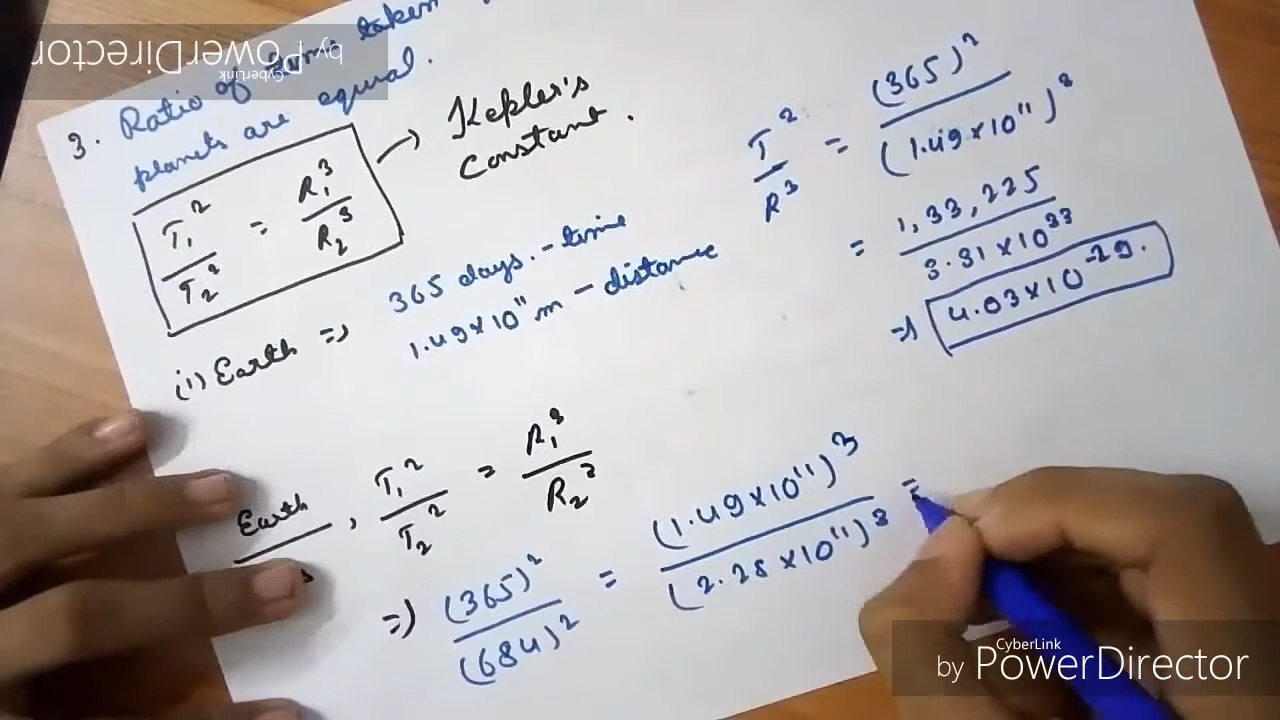 by PowerDirector
CyberLink
3. Ratio of time taken
planets are equal.
T₁² / T₂² = R₁³ / R₂³
→ Kepler's
constant.
(i) Earth ⇒ 365 days. - time
1.49×10¹¹ m - distance
T² / R³ = (365)² / (1.49×10¹¹)³
= 1,33,225 / 3.31×10³³
⇒ 4.03×10⁻²⁹.
Earth , T₁² / T₂² = R₁³ / R₂³
⇒ (365)² / (684)² = (1.49×10¹¹)³ / (2.28×10¹¹)³ =
CyberLink
by PowerDirector